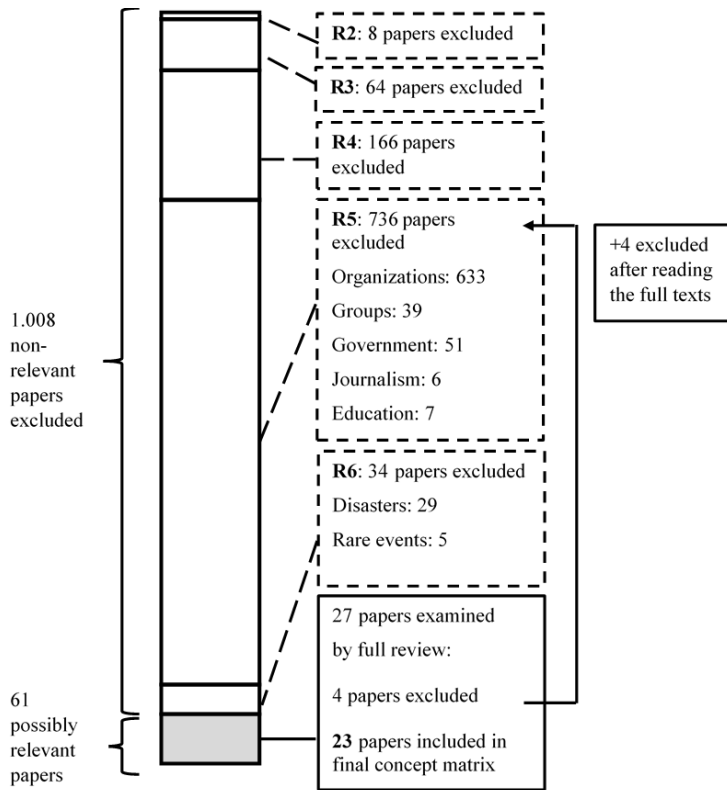 R2: 8 papers excluded
R3: 64 papers excluded
R4: 166 papers
excluded
R5: 736 papers
excluded
Organizations: 633
Groups: 39
Government: 51
Journalism: 6
Education: 7
+4 excluded
after reading
the full texts
1.008
non-
relevant
papers
excluded
R6: 34 papers excluded
Disasters: 29
Rare events: 5
27 papers examined
by full review:
4 papers excluded
23 papers included in
final concept matrix
61
possibly
relevant
papers